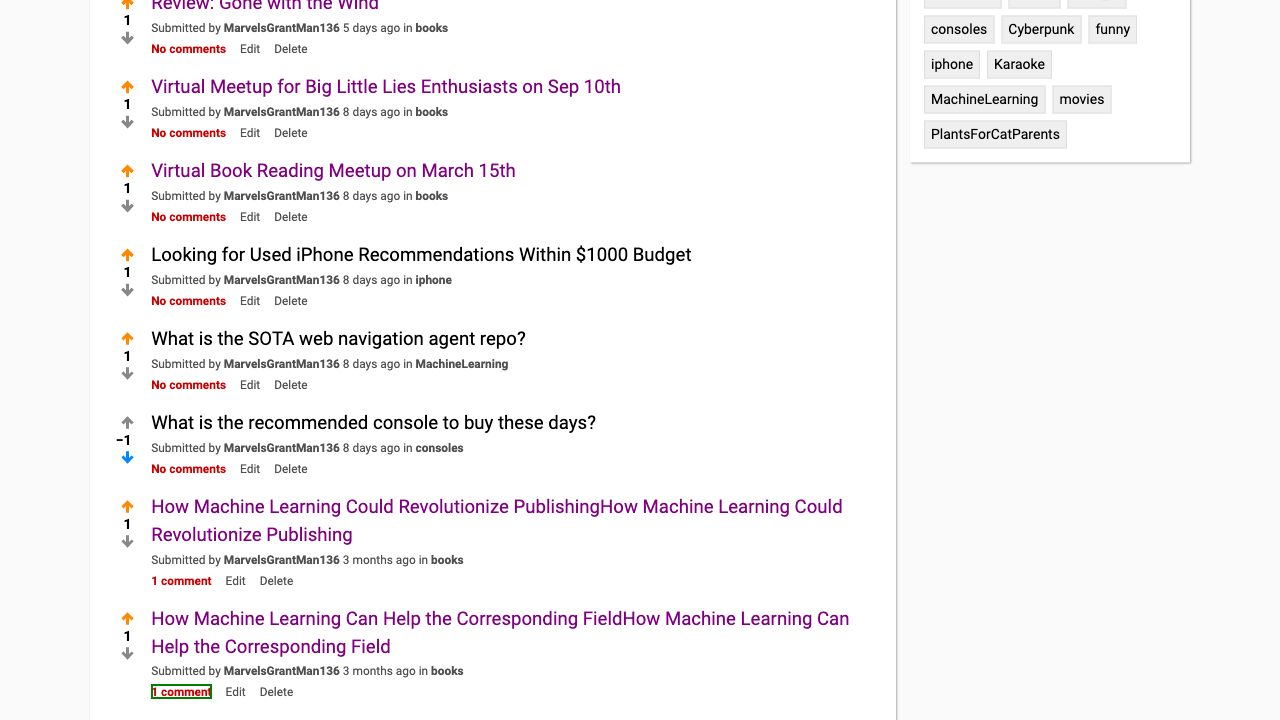 Review: Gone with the Wind
1
Submitted by MarvelsGrantMan136 5 days ago in books
No comments Edit Delete
Virtual Meetup for Big Little Lies Enthusiasts on Sep 10th
1
Submitted by MarvelsGrantMan136 8 days ago in books
No comments Edit Delete
Virtual Book Reading Meetup on March 15th
1
Submitted by MarvelsGrantMan136 8 days ago in books
No comments Edit Delete
Looking for Used iPhone Recommendations Within $1000 Budget
1
Submitted by MarvelsGrantMan136 8 days ago in iphone
No comments Edit Delete
What is the SOTA web navigation agent repo?
1
Submitted by MarvelsGrantMan136 8 days ago in MachineLearning
No comments Edit Delete
What is the recommended console to buy these days?
−1
Submitted by MarvelsGrantMan136 8 days ago in consoles
No comments Edit Delete
How Machine Learning Could Revolutionize PublishingHow Machine Learning Could
1
Revolutionize Publishing
Submitted by MarvelsGrantMan136 3 months ago in books
1 comment Edit Delete
How Machine Learning Can Help the Corresponding FieldHow Machine Learning Can
1
Help the Corresponding Field
Submitted by MarvelsGrantMan136 3 months ago in books
1 comment Edit Delete
consoles Cyberpunk funny
iphone Karaoke
MachineLearning movies
PlantsForCatParents